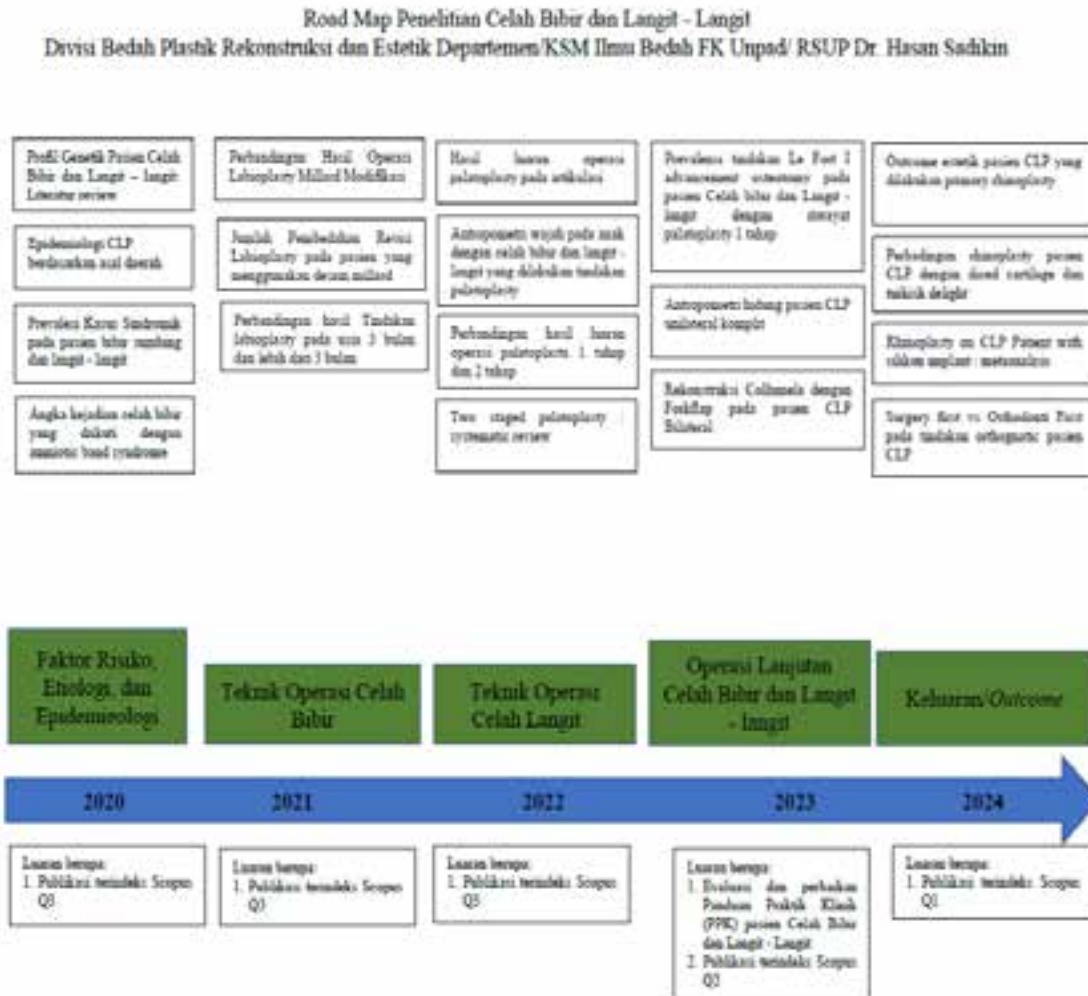 Road Map Penelitian Celah Bibir dan Langit - Langit
Divisi Bedah Plastik Rekonstruksi dan Estetik Departemen/KSM Ilmu Bedah FK Unpad/ RSUP Dr. Hasan Sadikin
Profil Genetik Pasien Celah
Bibir dan Langit – langit:
Literatur review
Epidemiologi CLP
berdasarkan asal daerah
Prevalensi Kasus Sindromik
pada pasien bibir sumbing
dan langit - langit
Angka kejadian celah bibir
yang diikuti dengan
amniotic band syndrome
Perbandingan Hasil Operasi
Labioplasty Millard Modifikasi
Jumlah Pembedahan Revisi
Labioplasty pada pasien yang
menggunakan desain millard
Perbandingan hasil Tindakan
labioplasty pada usia 3 bulan
dan lebih dari 3 bulan
Hasil luaran operasi
palatoplasty pada artikulasi
Antropometri wajah pada anak
dengan celah bibir dan langit -
langit yang dilakukan tindakan
palatoplasty
Perbandingan hasil luaran
operasi palatoplasty 1 tahap
dan 2 tahap
Two staged palatoplasty :
systematic review
Prevalensi tindakan Le Fort I
advancement osteotomy pada
pasien Celah bibir dan Langit -
langit dengan riwayat
palatoplasty 1 tahap
Antropometri hidung pasien CLP
unilateral komplit
Rekonstruksi Collumela dengan
Forkflap pada pasien CLP
Bilateral
Outcome estetik pasien CLP yang
dilakukan primary rhinoplasty
Perbandingan rhinoplasty pasien
CLP dengan diced cartilage dan
turkish delight
Rhinoplasty on CLP Patient with
silikon implant : metaanalisis
Surgery first vs Orthodonti First
pada tindakan orthognatic pasien
CLP
Faktor Risiko,
Etiologi, dan
Epidemiologi
Teknik Operasi Celah
Bibir
Teknik Operasi
Celah Langit
Operasi Lanjutan
Celah Bibir dan Langit
- langit
Keluaran/Outcome
2020
2021
2022
2023
2024
Luaran berupa:
1. Publikasi terindeks Scopus
Q3
Luaran berupa:
1. Publikasi terindeks Scopus
Q3
Luaran berupa:
1. Publikasi terindeks Scopus
Q3
Luaran berupa:
1. Evaluasi dan perbaikan
Panduan Praktik Klinik
(PPK) pasien Celah Bibir
dan Langit - Langit
2. Publikasi terindeks Scopus
Q2
Luaran berupa:
1. Publikasi terindeks Scopus
Q1